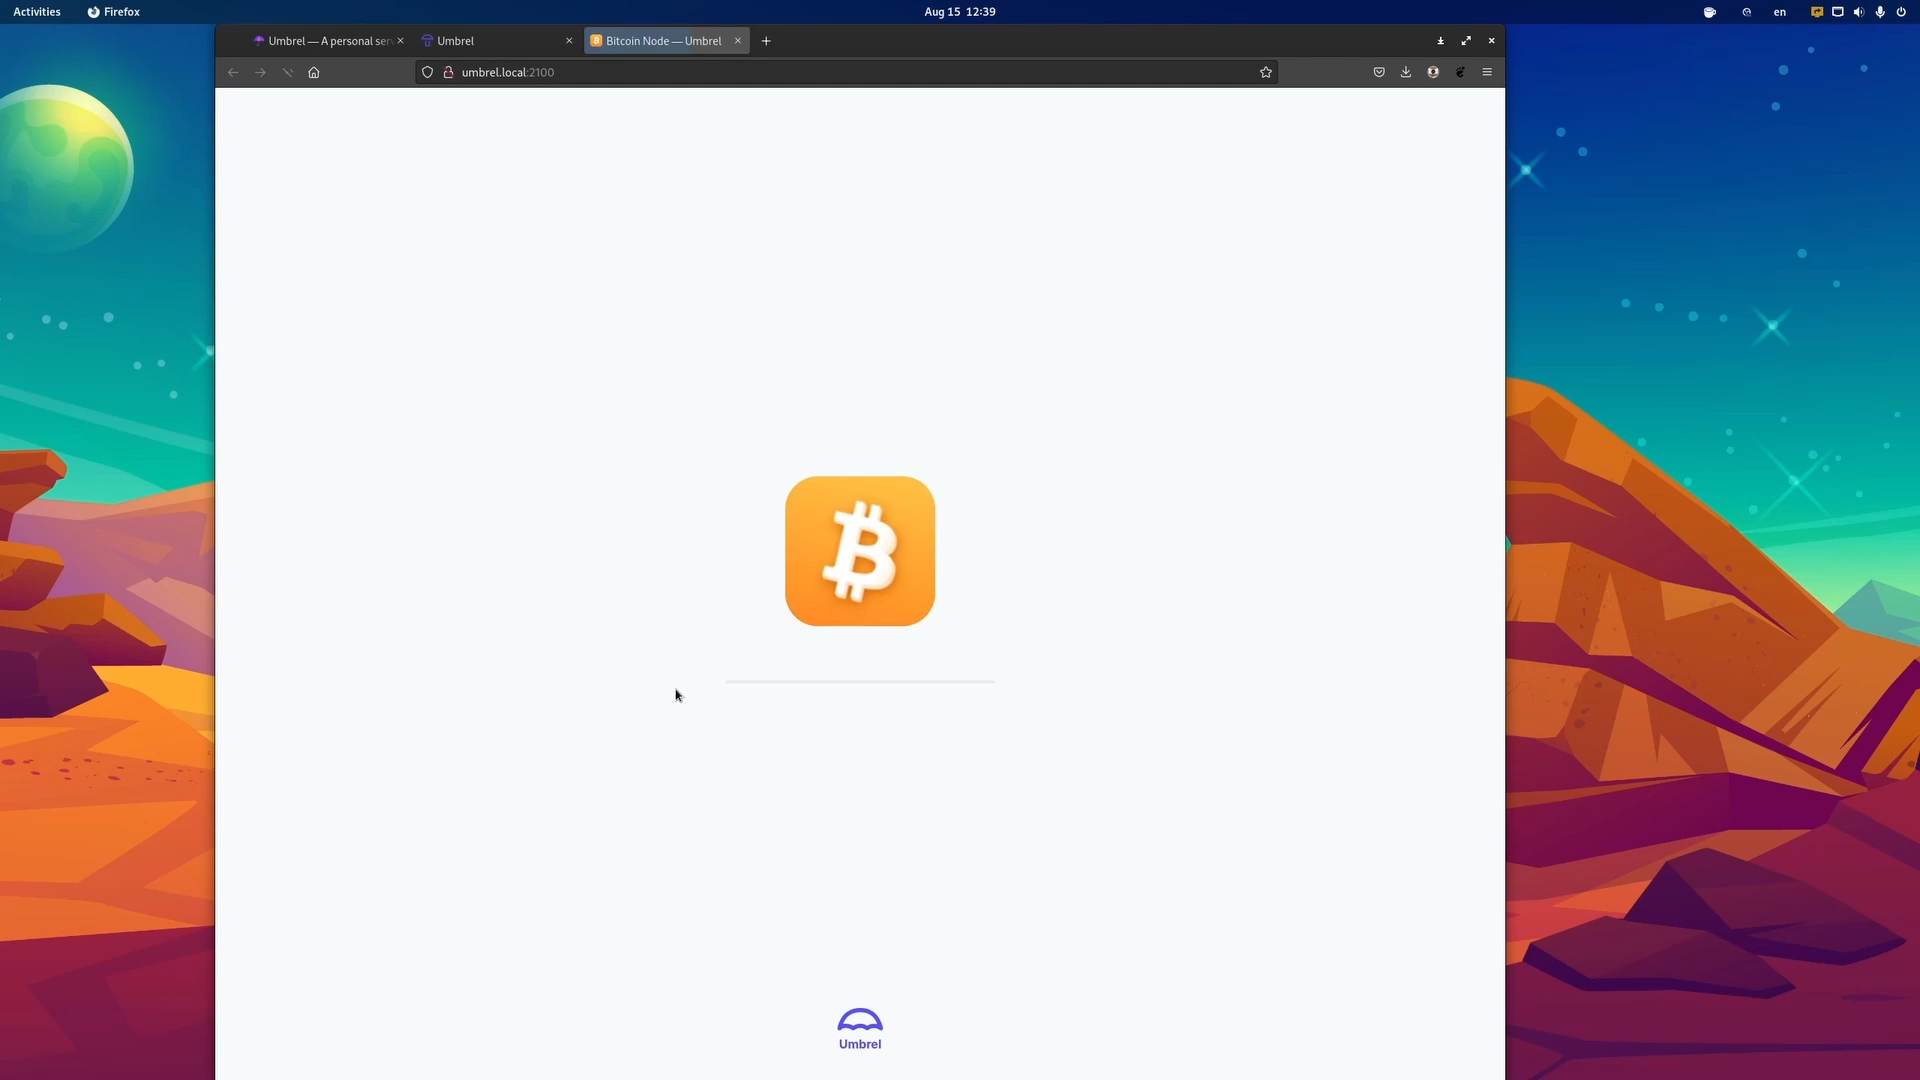 Activities
Firefox
Aug 15 12:39
en
Umbrel — A personal ser
Umbrel
Bitcoin Node — Umbrel
umbrel.local:2100
Umbrel